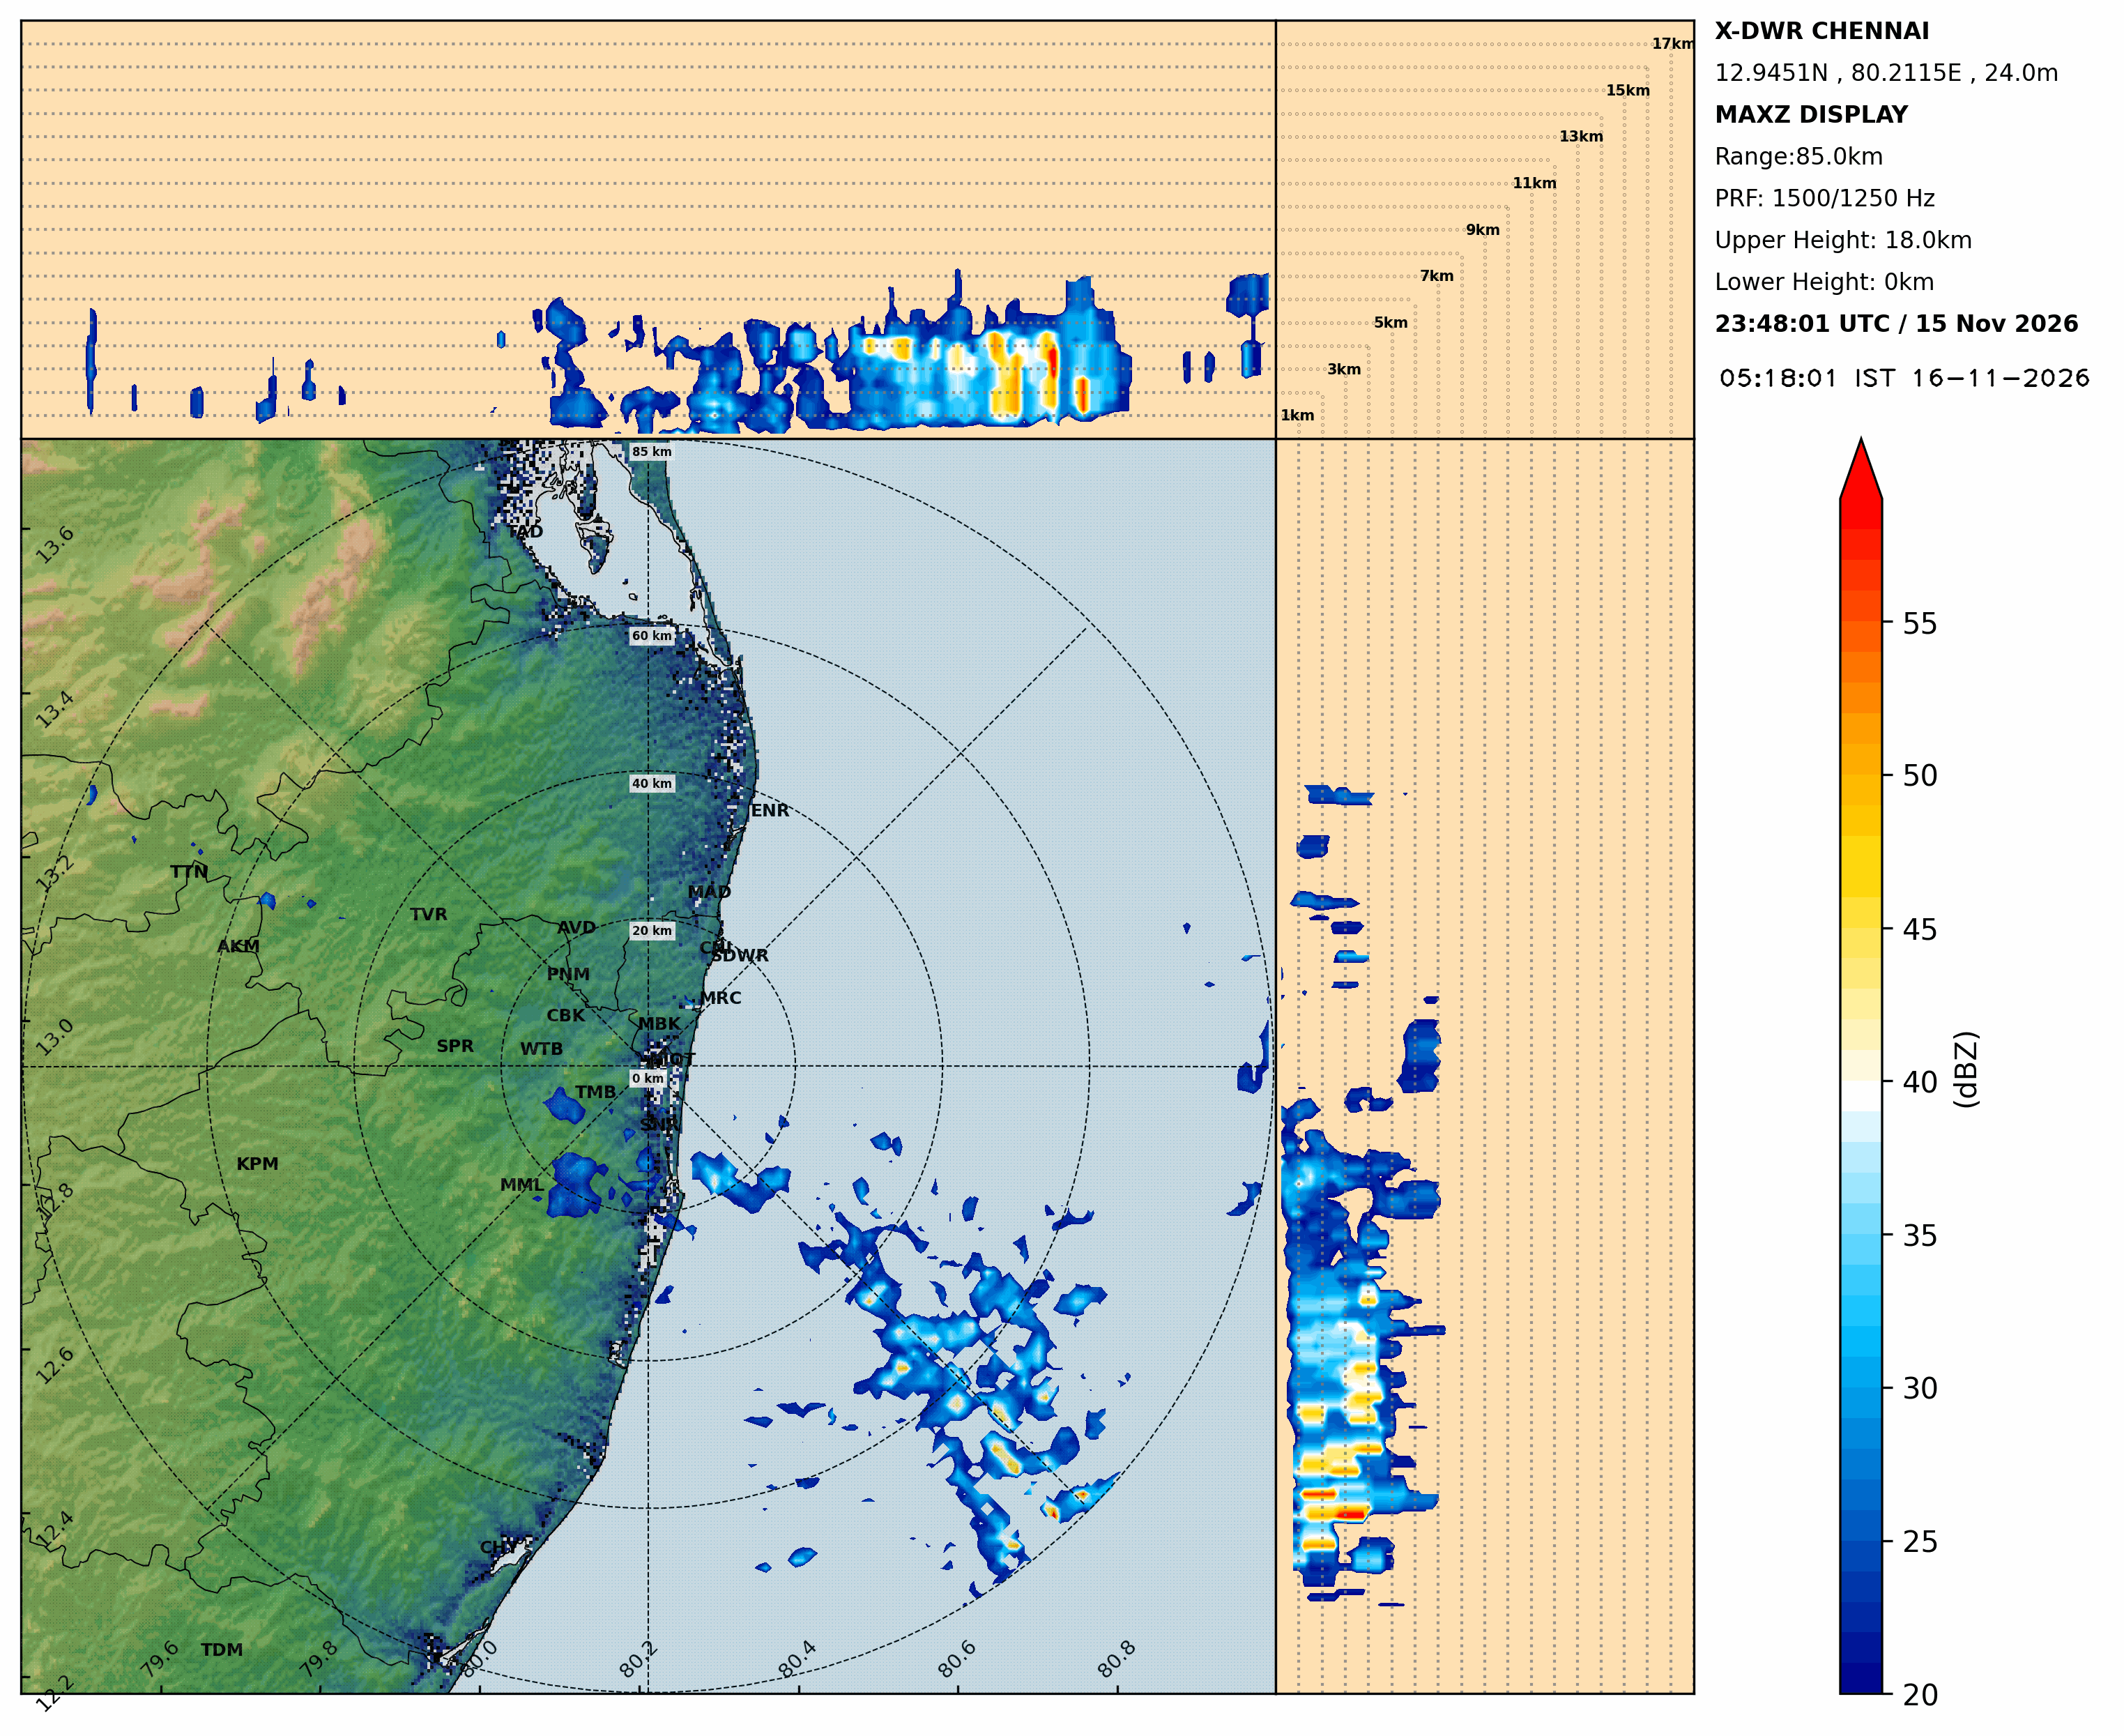 X-DWR CHENNAI
12.9451N , 80.2115E , 24.0m
MAXZ DISPLAY
Range:85.0km
PRF: 1500/1250 Hz
Upper Height: 18.0km
Lower Height: 0km
23:48:01 UTC / 15 Nov 2026
05:18:01 IST 16-11-2026
17km
15km
13km
11km
9km
7km
5km
3km
1km
85 km
TAD
13.6
60 km
13.4
40 km
ENR
13.2
TTN
MAD
TVR
AVD
20 km
AKM
SDWR
PNM
MRC
CBK
MBK
13.0
SPR
WTB
0 km
TMB
SNR
KPM
MML
12.8
12.6
12.4
CHY
TDM
12.2
79.6
79.8
80.0
80.2
80.4
80.6
80.8
55
50
45
40
35
30
25
20
(dBZ)